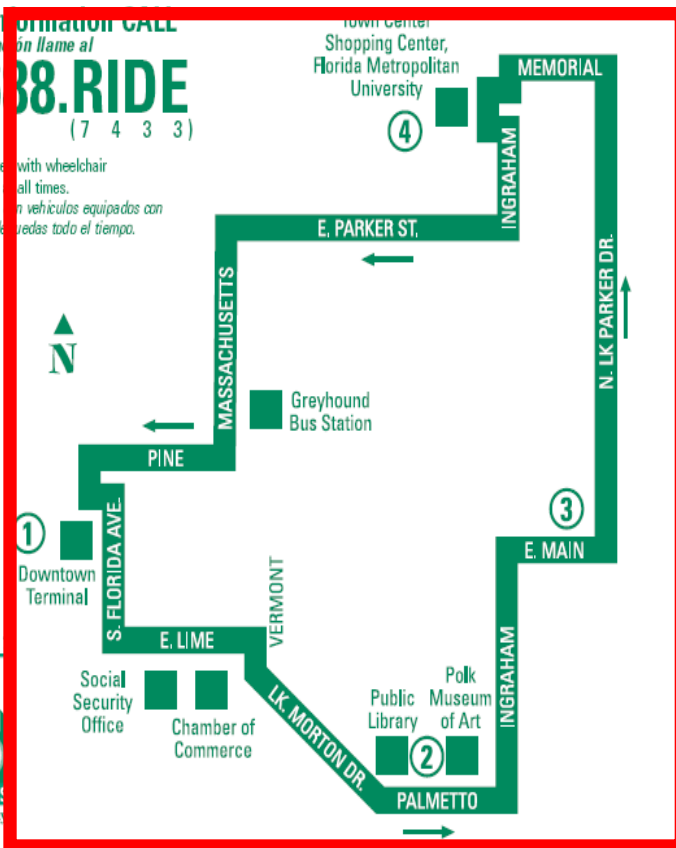 ormation CALL
ón llame al
88.RIDE
(7 4 3 3)
with wheelchair
all times.
n vehiculos equipados con
uedas todo el tiempo.
N
Town Center
Shopping Center,
Florida Metropolitan
University
4
MEMORIAL
INGRAHAM
E. PARKER ST.
MASSACHUSETTS
N. LK PARKER DR.
Greyhound
Bus Station
PINE
3
E. MAIN
1
Downtown
Terminal
S. FLORIDA AVE.
VERMONT
E. LIME
Social
Security
Office
Chamber of
Commerce
LK. MORTON DR.
Public
Library
2
Polk
Museum
of Art
INGRAHAM
PALMETTO